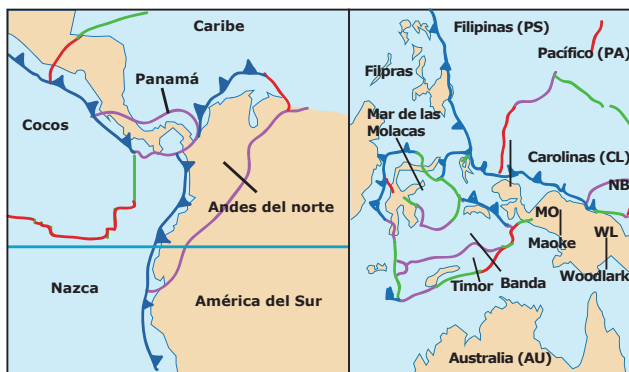 Caribe
Panamá
Cocos
Andes del norte
Nazca
América del Sur
Filipinas (PS)
Pacífico (PA)
Filpras
Mar de las
Molacas
Carolinas (CL)
NB
MO
WL
Maoke
Woodlark
Banda
Timor
Australia (AU)